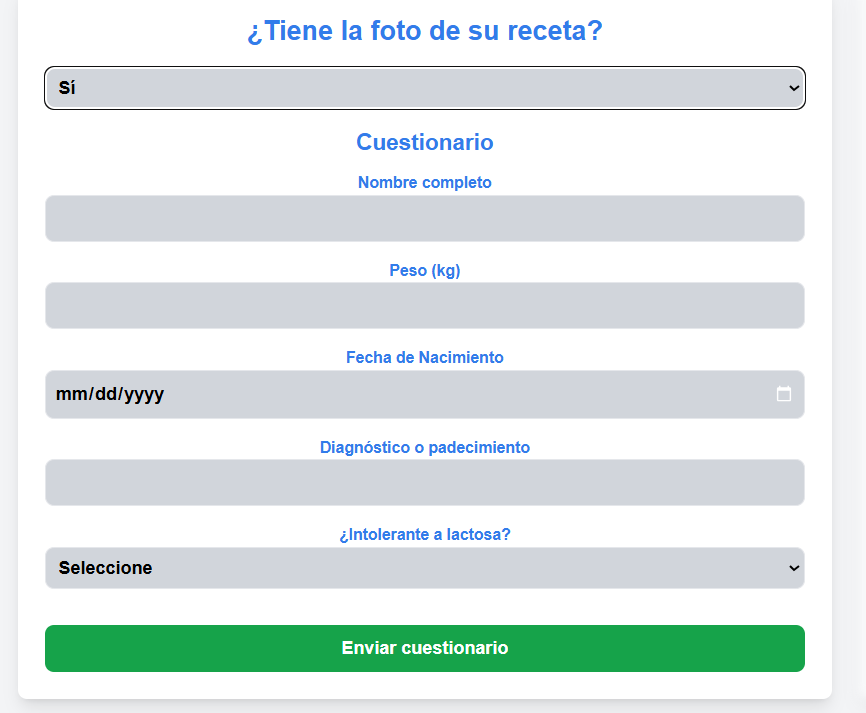 ¿Tiene la foto de su receta?
Sí
Cuestionario
Nombre completo
Peso (kg)
Fecha de Nacimiento
mm/dd/yyyy
Diagnóstico o padecimiento
¿Intolerante a lactosa?
Seleccione
Enviar cuestionario